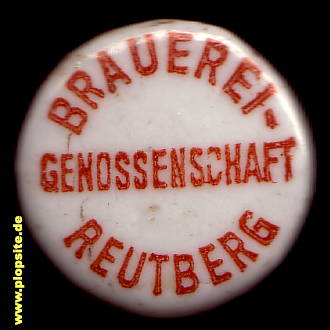 BRAUEREI-
GENOSSENSCHAFT
REUTBERG
www.plopsite.de